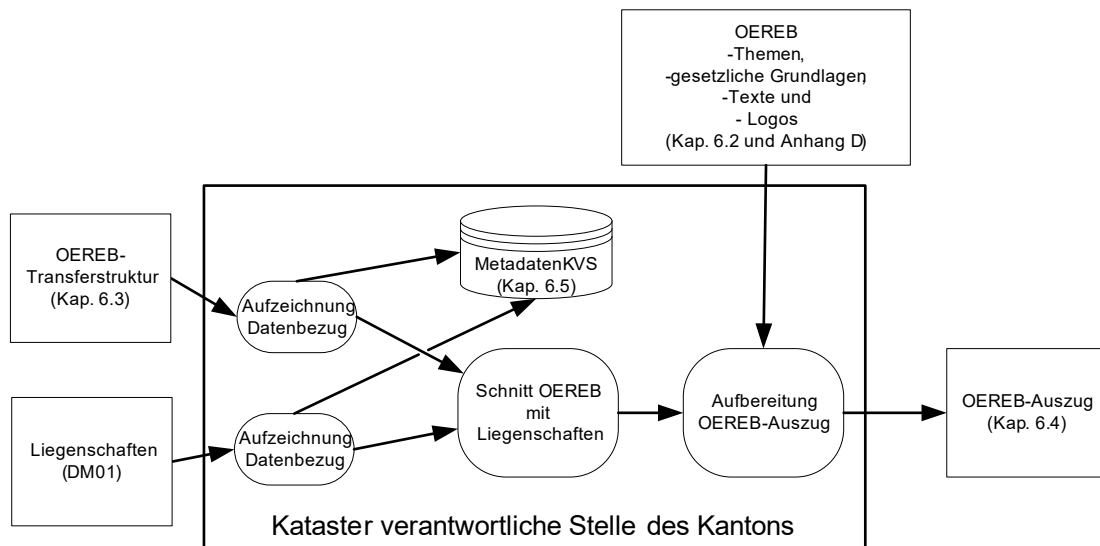 OEREB
-Themen,
-gesetzliche Grundlagen,
-Texte und
- Logos
(Kap. 6.2 und Anhang D)
OEREB-
Transferstruktur
(Kap. 6.3)
MetadatenKVS
(Kap. 6.5)
Aufzeichnung
Datenbezug
Schnitt OEREB
mit
Liegenschaften
Aufbereitung
OEREB-Auszug
OEREB-Auszug
(Kap. 6.4)
Liegenschaften
(DM01)
Aufzeichnung
Datenbezug
Kataster verantwortliche Stelle des Kantons